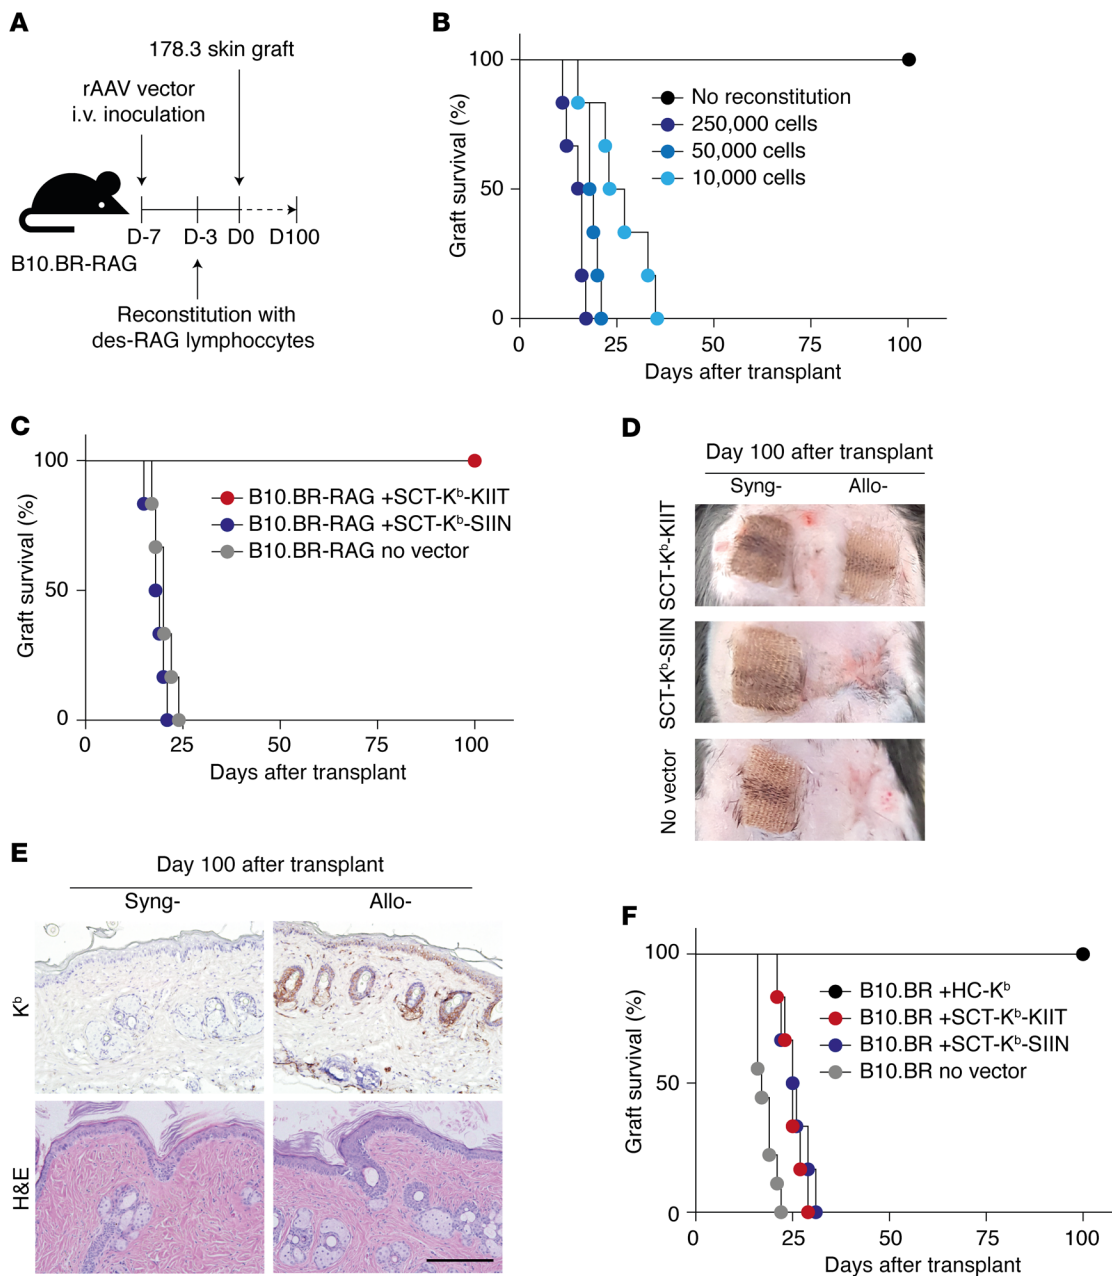 A
178.3 skin graft
rAAV vector
i.v. inoculation
D-7
D-3
D0
D100
B10.BR-RAG
Reconstitution with
des-RAG lymphoccytes
B
Graft survival (%)
100
50
0
No reconstitution
250,000 cells
50,000 cells
10,000 cells
0
25
50
75
100
Days after transplant
C
Graft survival (%)
100
50
0
B10.BR-RAG +SCT-Kᵇ-KIIT
B10.BR-RAG +SCT-Kᵇ-SIIN
B10.BR-RAG no vector
0
25
50
75
100
Days after transplant
D
Day 100 after transplant
Syng-
Allo-
SCT-Kᵇ-KIIT
SCT-Kᵇ-SIIN
No vector
E
Day 100 after transplant
Syng-
Allo-
Kᵇ
H&E
F
Graft survival (%)
100
50
0
B10.BR +HC-Kᵇ
B10.BR +SCT-Kᵇ-KIIT
B10.BR +SCT-Kᵇ-SIIN
B10.BR no vector
0
25
50
75
100
Days after transplant